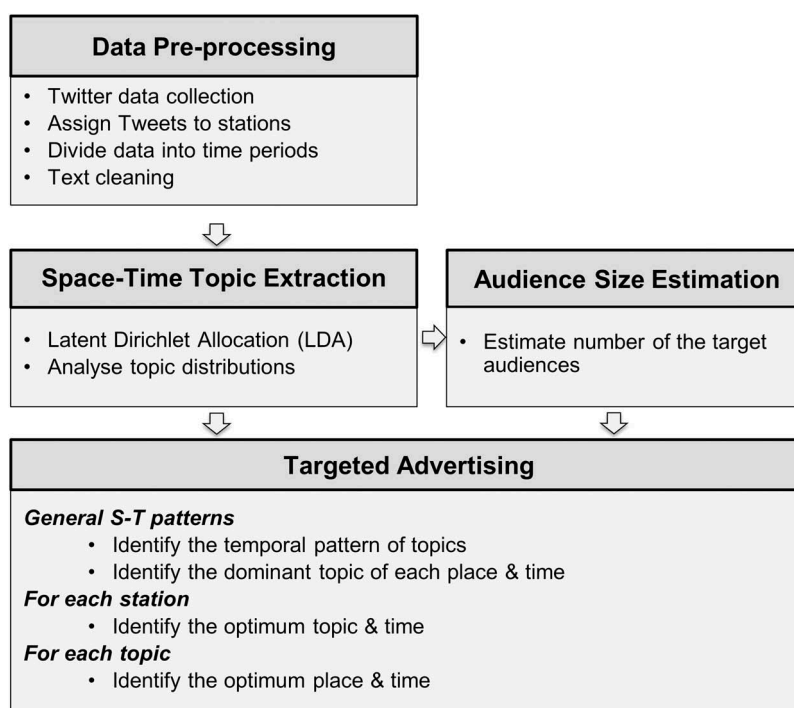 Data Pre-processing
• Twitter data collection
• Assign Tweets to stations
• Divide data into time periods
• Text cleaning
Space-Time Topic Extraction
• Latent Dirichlet Allocation (LDA)
• Analyse topic distributions
Audience Size Estimation
• Estimate number of the target
audiences
Targeted Advertising
General S-T patterns
• Identify the temporal pattern of topics
• Identify the dominant topic of each place & time
For each station
• Identify the optimum topic & time
For each topic
• Identify the optimum place & time